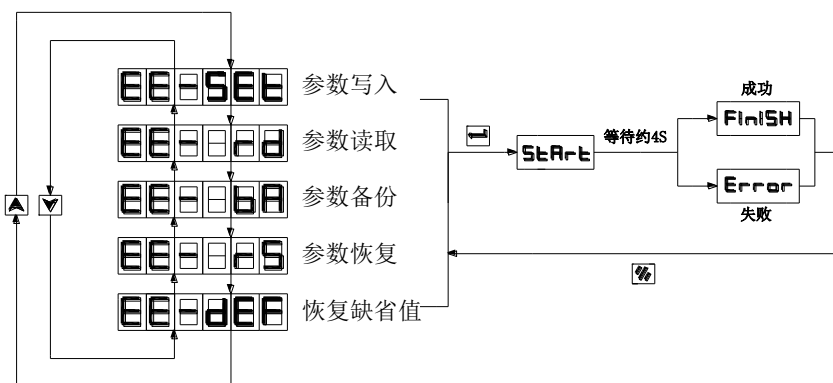 EE-SEt 参数写入
EE-rd 参数读取
EE-bA 参数备份
EE-rS 参数恢复
EE-dEF 恢复缺省值
StArt
等待约4S
成功
FInISH
Error
失败